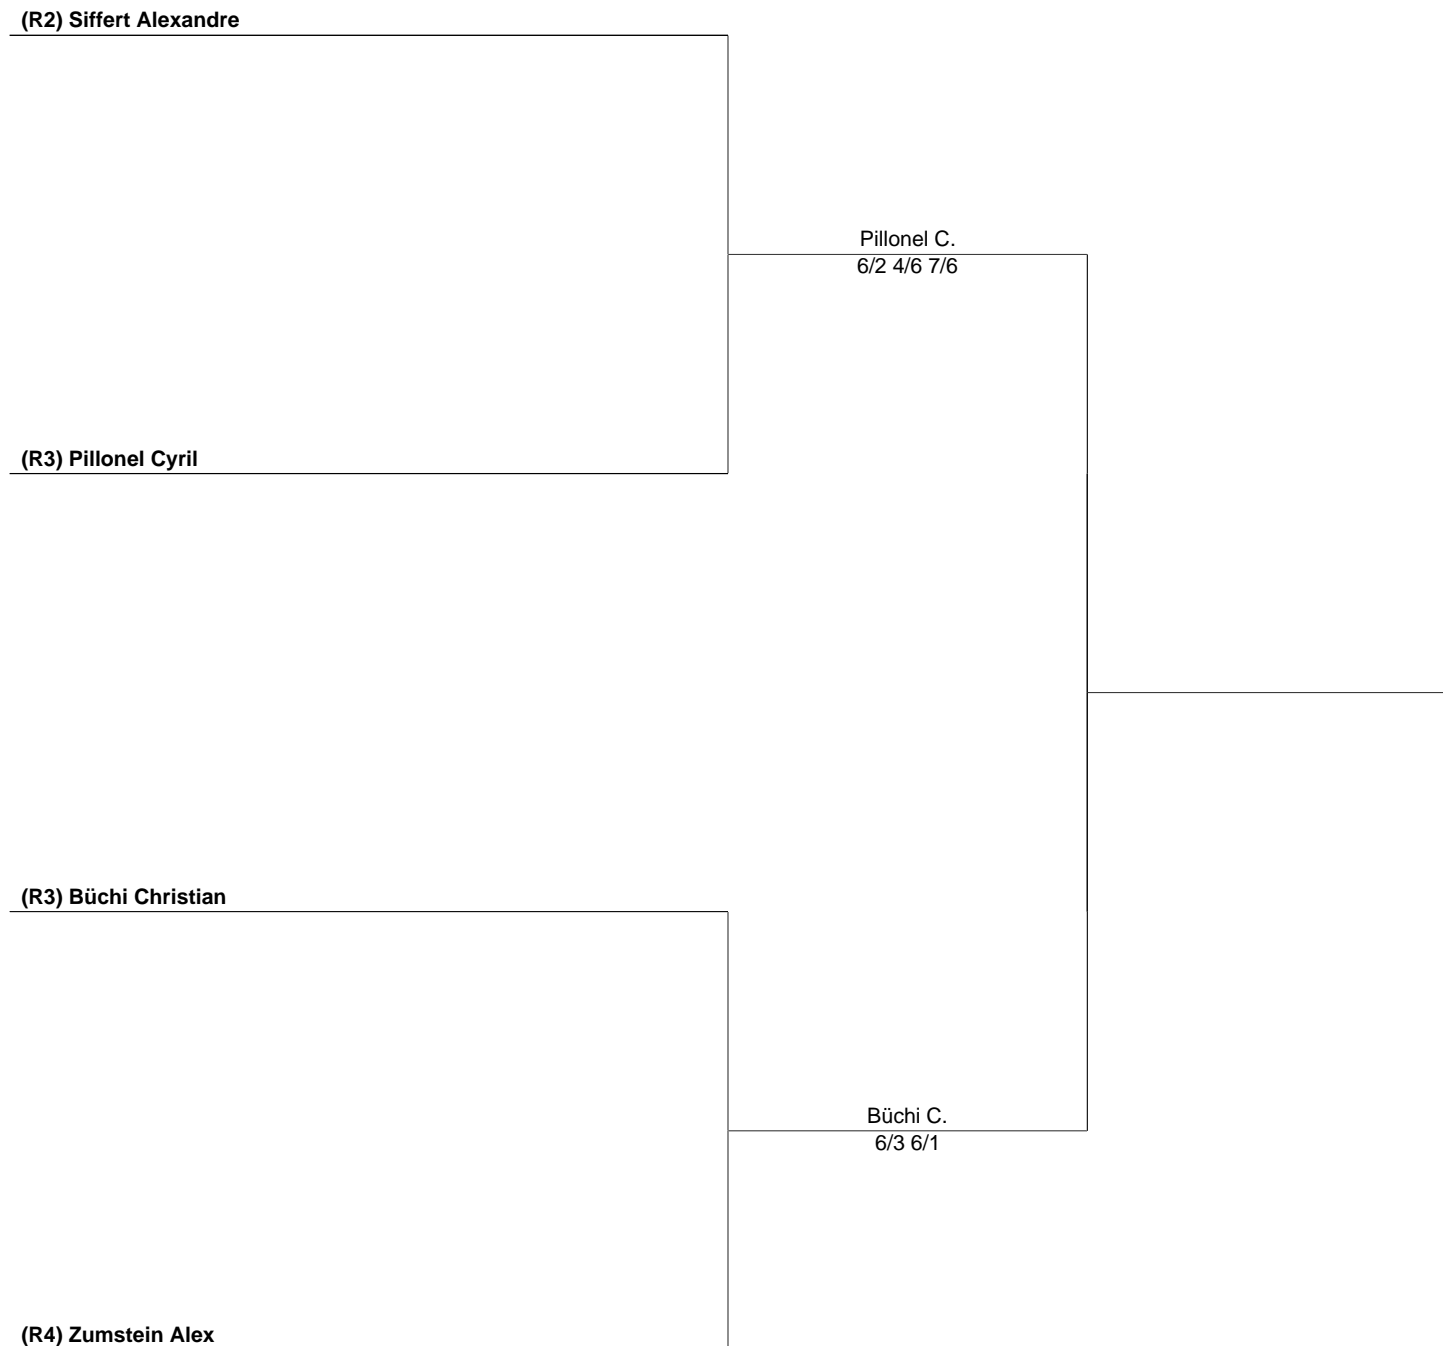 (R2) Siffert Alexandre
Pillonel C.
6/2 4/6 7/6
(R3) Pillonel Cyril
(R3) Büchi Christian
Büchi C.
6/3 6/1
(R4) Zumstein Alex